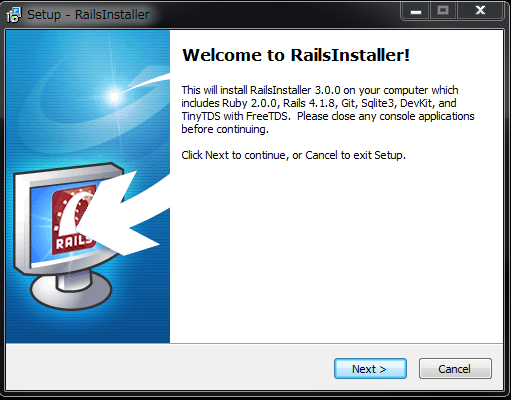 Setup - RailsInstaller
Welcome to RailsInstaller!
This will install RailsInstaller 3.0.0 on your computer which
includes Ruby 2.0.0, Rails 4.1.8, Git, Sqlite3, DevKit, and
TinyTDS with FreeTDS.  Please close any console applications
before continuing.
Click Next to continue, or Cancel to exit Setup.
RAILS
Next >
Cancel